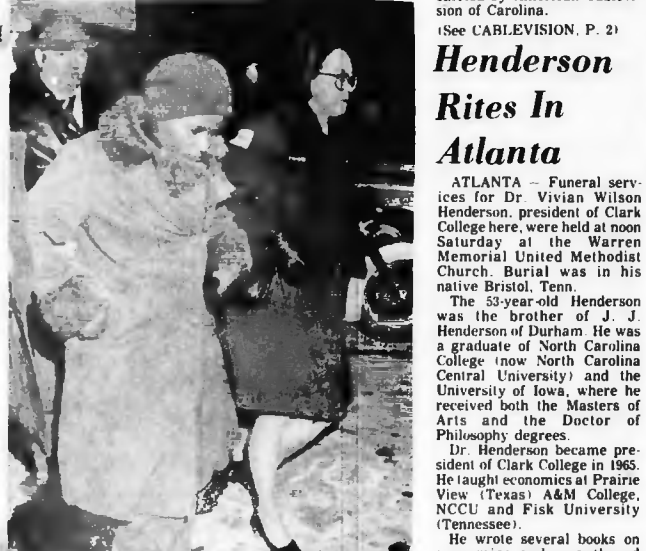 sion of Carolina.
(See CABLEVISION, P. 2)
Henderson
Rites In
Atlanta
ATLANTA — Funeral serv-
ices for Dr. Vivian Wilson
Henderson, president of Clark
College here, were held at noon
Saturday at the Warren
Memorial United Methodist
Church. Burial was in his
native Bristol, Tenn.
The 53-year-old Henderson
was the brother of J. J.
Henderson of Durham. He was
a graduate of North Carolina
College (now North Carolina
Central University) and the
University of Iowa, where he
received both the Masters of
Arts and the Doctor of
Philosophy degrees.
Dr. Henderson became pre-
sident of Clark College in 1965.
He taught economics at Prairie
View (Texas) A&M College,
NCCU and Fisk University
(Tennessee).
He wrote several books on